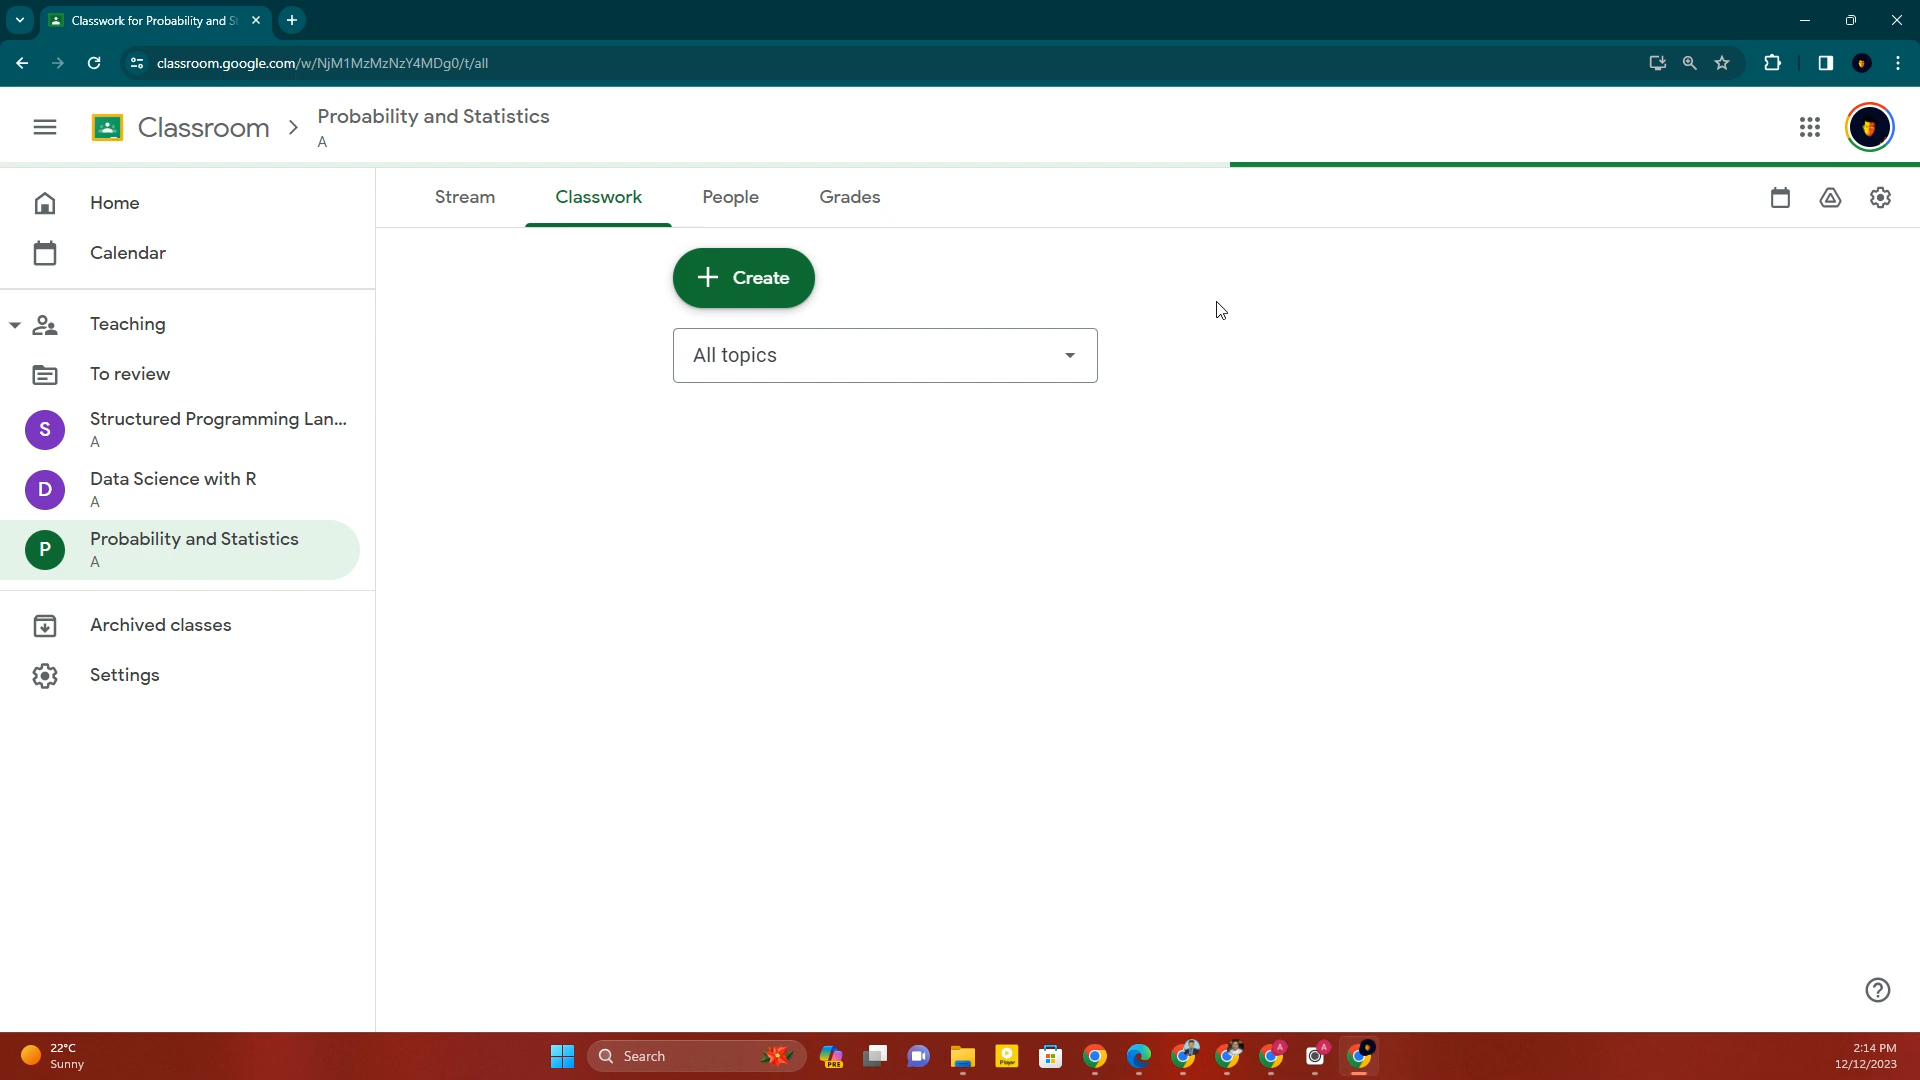 Classwork for Probability and S
classroom.google.com/w/NjM1MzMzNzY4MDg0/t/all
Classroom
Probability and Statistics
A
Home
Calendar
Teaching
To review
S
Structured Programming Lan...
A
D
Data Science with R
A
P
Probability and Statistics
A
Archived classes
Settings
Stream
Classwork
People
Grades
Create
All topics
22°C
Sunny
Search
PRE
Player
A
A
2:14 PM
12/12/2023